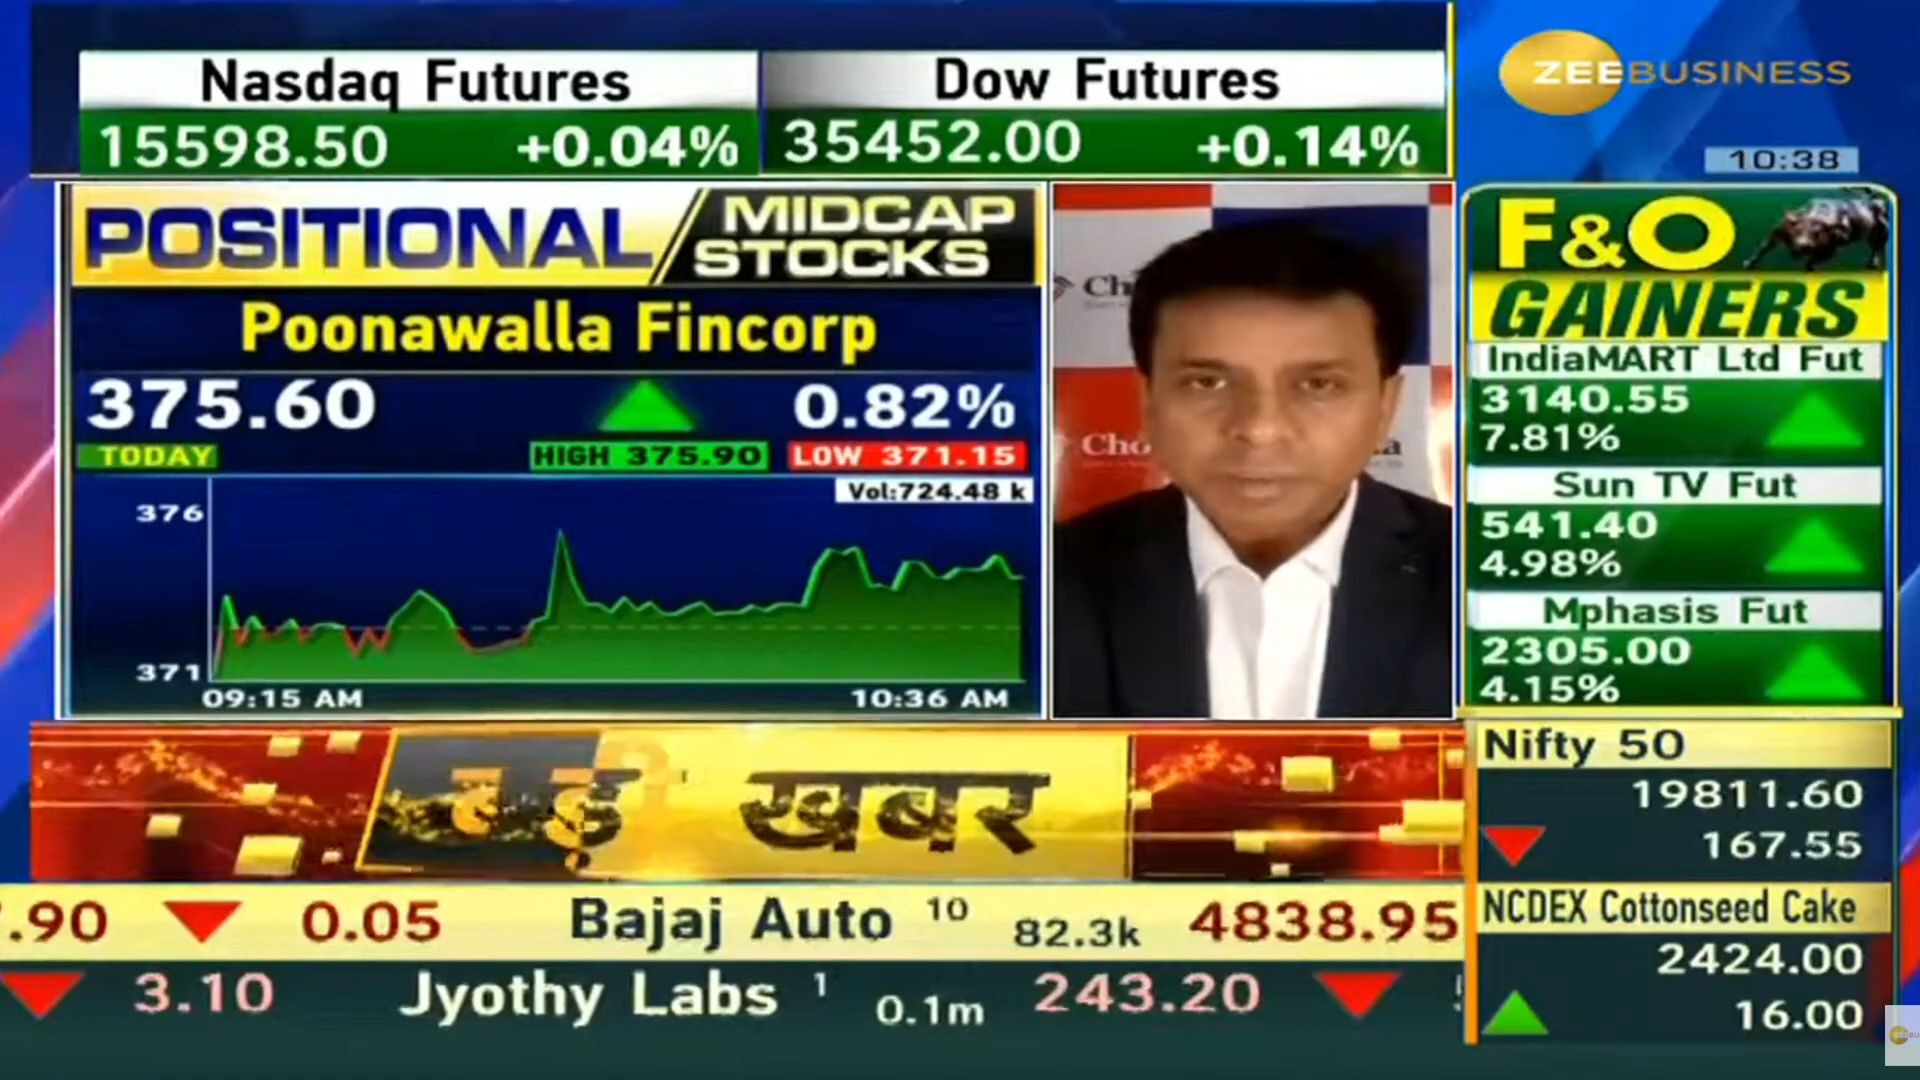 Nasdaq Futures
15598.50 +0.04%
Dow Futures
35452.00 +0.14%
ZEEBUSINESS
10:38
POSITIONAL
MIDCAP
STOCKS
Poonawalla Fincorp
375.60 0.82%
TODAY HIGH 375.90 LOW 371.15
Vol:724.48 k
376
371
09:15 AM 10:36 AM
F&O
GAINERS
IndiaMART Ltd Fut
3140.55
7.81%
Sun TV Fut
541.40
4.98%
Mphasis Fut
2305.00
4.15%
खबर
Nifty 50
19811.60
167.55
NCDEX Cottonseed Cake
2424.00
16.00
.90 0.05 Bajaj Auto 10 82.3k 4838.95
3.10 Jyothy Labs 1 0.1m 243.20